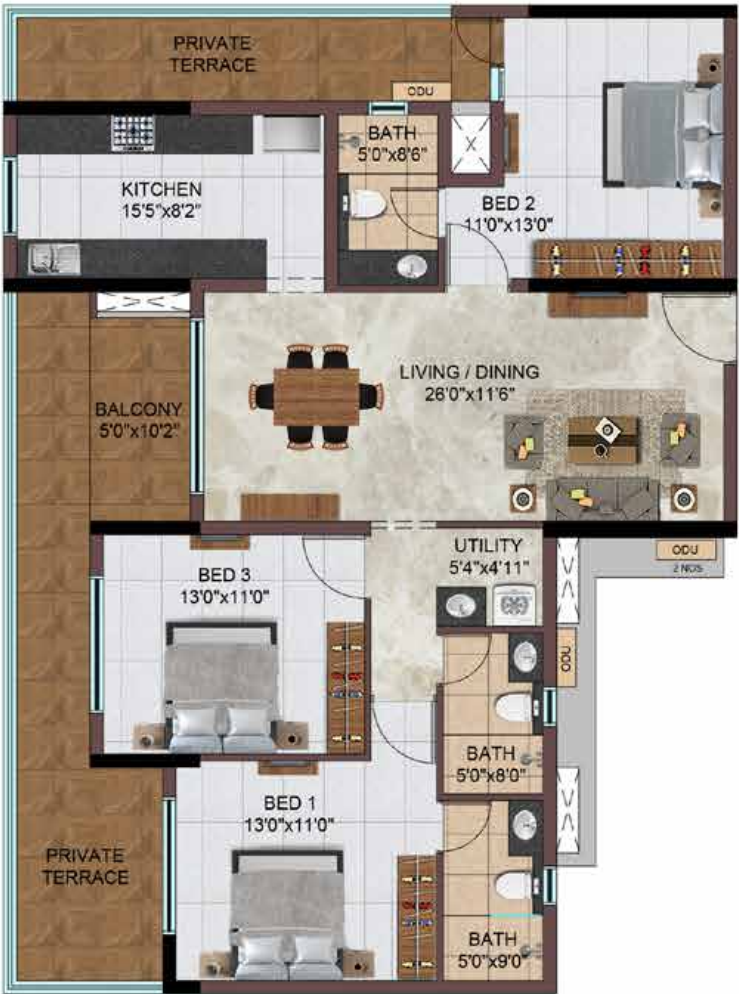 PRIVATE
TERRACE
ODU
BATH
5'0"x8'6"
KITCHEN
15'5"x8'2"
BED 2
11'0"x13'0"
LIVING / DINING
26'0"x11'6"
BALCONY
5'0"x10'2"
UTILITY
5'4"x4'11"
ODU
2 NOS
BED 3
13'0"x11'0"
ODU
BATH
5'0"x8'0"
BED 1
13'0"x11'0"
PRIVATE
TERRACE
BATH
5'0"x9'0"